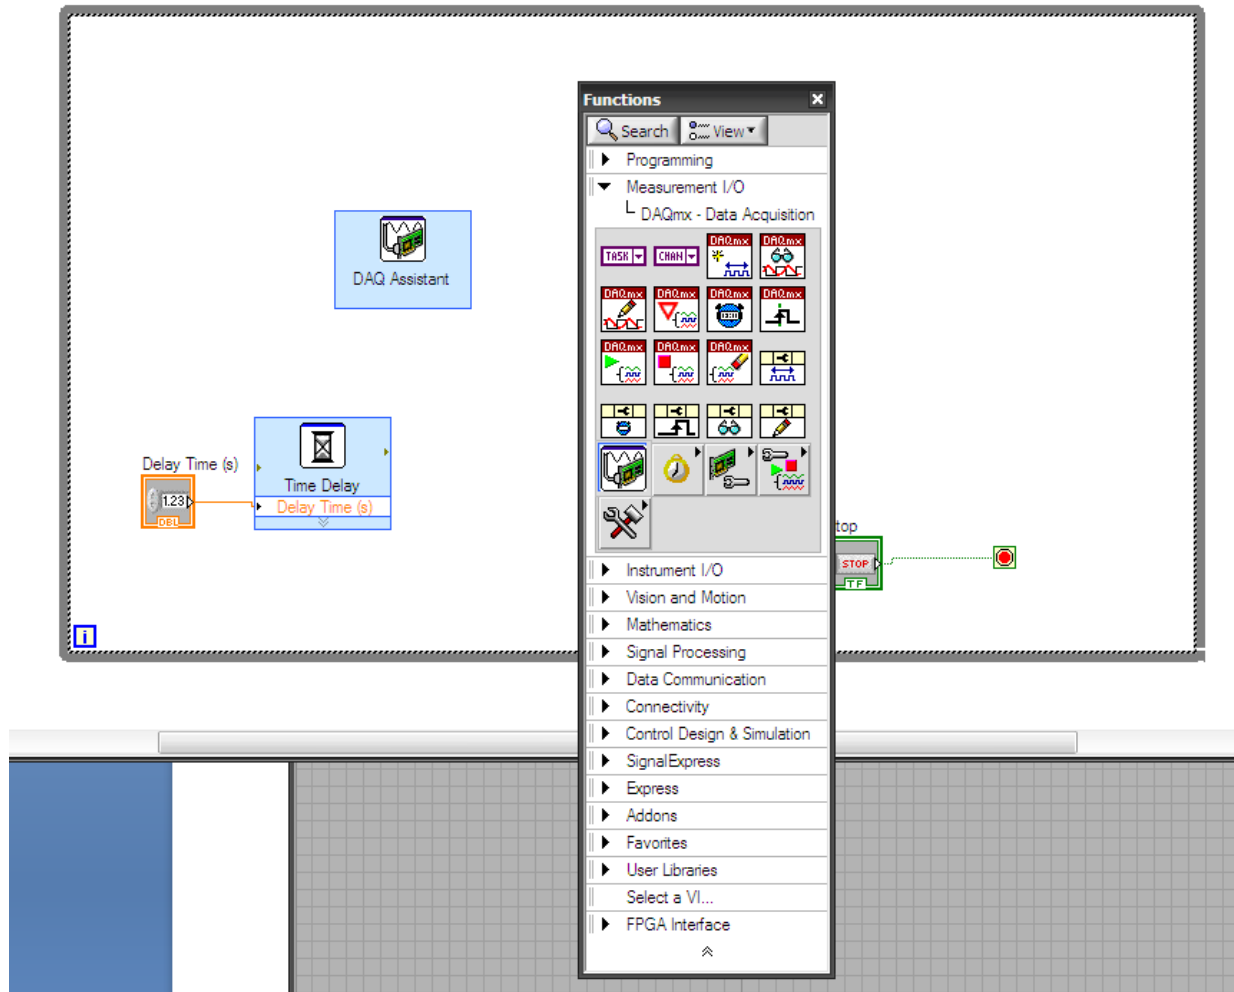 Functions
Search
View
Programming
Measurement I/O
DAQmx - Data Acquisition
TASK
CHAN
DAQmx
DAQmx
DAQmx
DAQmx
DAQmx
DAQmx
DAQmx
DAQmx
DAQmx
DAQ Assistant
Delay Time (s)
1.23
DBL
Time Delay
Delay Time (s)
top
STOP
TF
i
Instrument I/O
Vision and Motion
Mathematics
Signal Processing
Data Communication
Connectivity
Control Design & Simulation
SignalExpress
Express
Addons
Favorites
User Libraries
Select a VI...
FPGA Interface